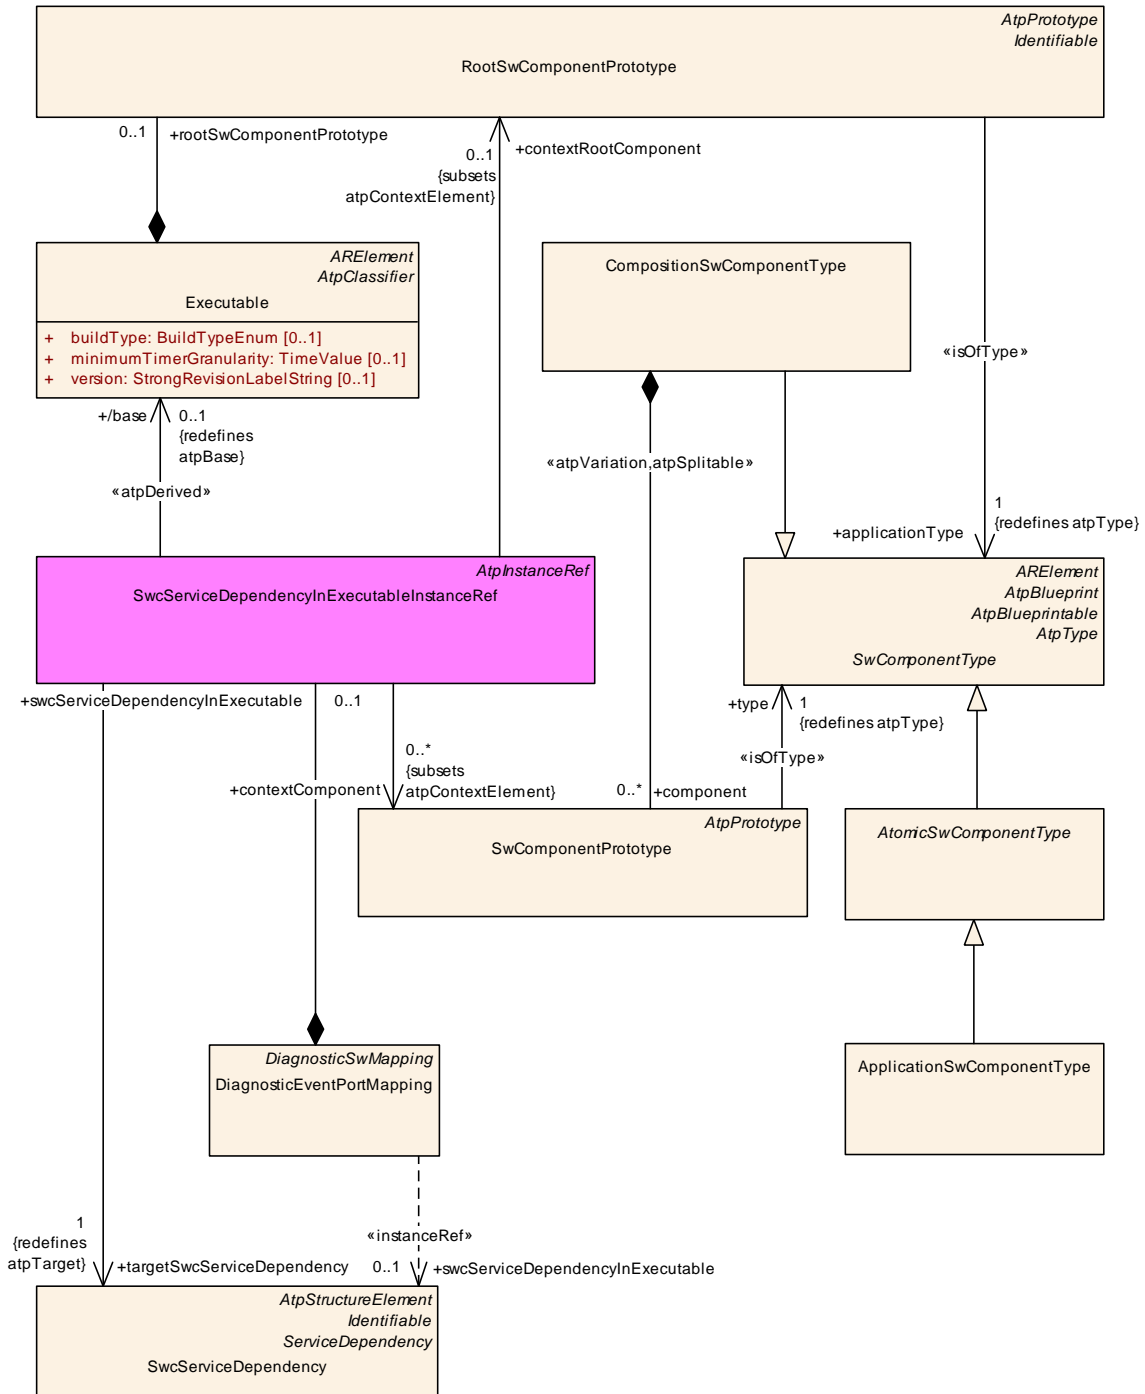 AtpPrototype
Identifiable
RootSwComponentPrototype
0..1
+rootSwComponentPrototype
0..1
{subsets
atpContextElement}
+contextRootComponent
ARElement
AtpClassifier
Executable
+ buildType: BuildTypeEnum [0..1]
+ minimumTimerGranularity: TimeValue [0..1]
+ version: StrongRevisionLabelString [0..1]
CompositionSwComponentType
«isOfType»
+/base
0..1
{redefines
atpBase}
«atpDerived»
«atpVariation,atpSplitable»
+applicationType
1
{redefines atpType}
AtpInstanceRef
SwcServiceDependencyInExecutableInstanceRef
ARElement
AtpBlueprint
AtpBlueprintable
AtpType
SwComponentType
+swcServiceDependencyInExecutable
0..1
+type
1
{redefines atpType}
«isOfType»
0..*
{subsets
atpContextElement}
+contextComponent
0..*
+component
AtpPrototype
SwComponentPrototype
AtomicSwComponentType
DiagnosticSwMapping
DiagnosticEventPortMapping
ApplicationSwComponentType
1
{redefines
atpTarget}
+targetSwcServiceDependency
«instanceRef»
0..1
+swcServiceDependencyInExecutable
AtpStructureElement
Identifiable
ServiceDependency
SwcServiceDependency